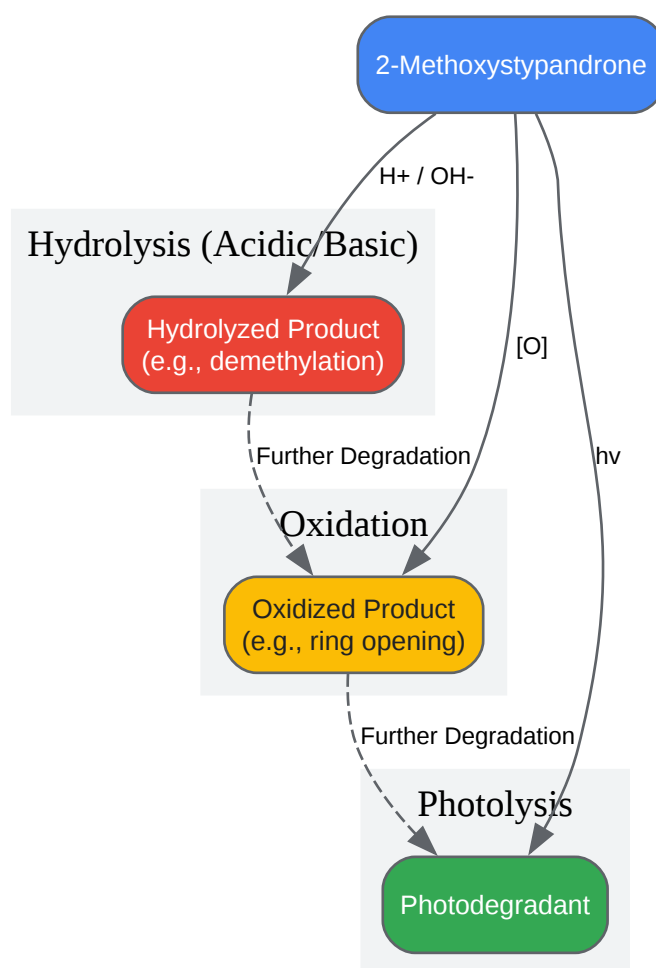 2-Methoxystypandrone
H+ / OH-
Hydrolysis (Acidic/Basic)
Hydrolyzed Product
(e.g., demethylation)
[O]
Further Degradation
hv
Oxidation
Oxidized Product
(e.g., ring opening)
Further Degradation
Photolysis
Photodegradant